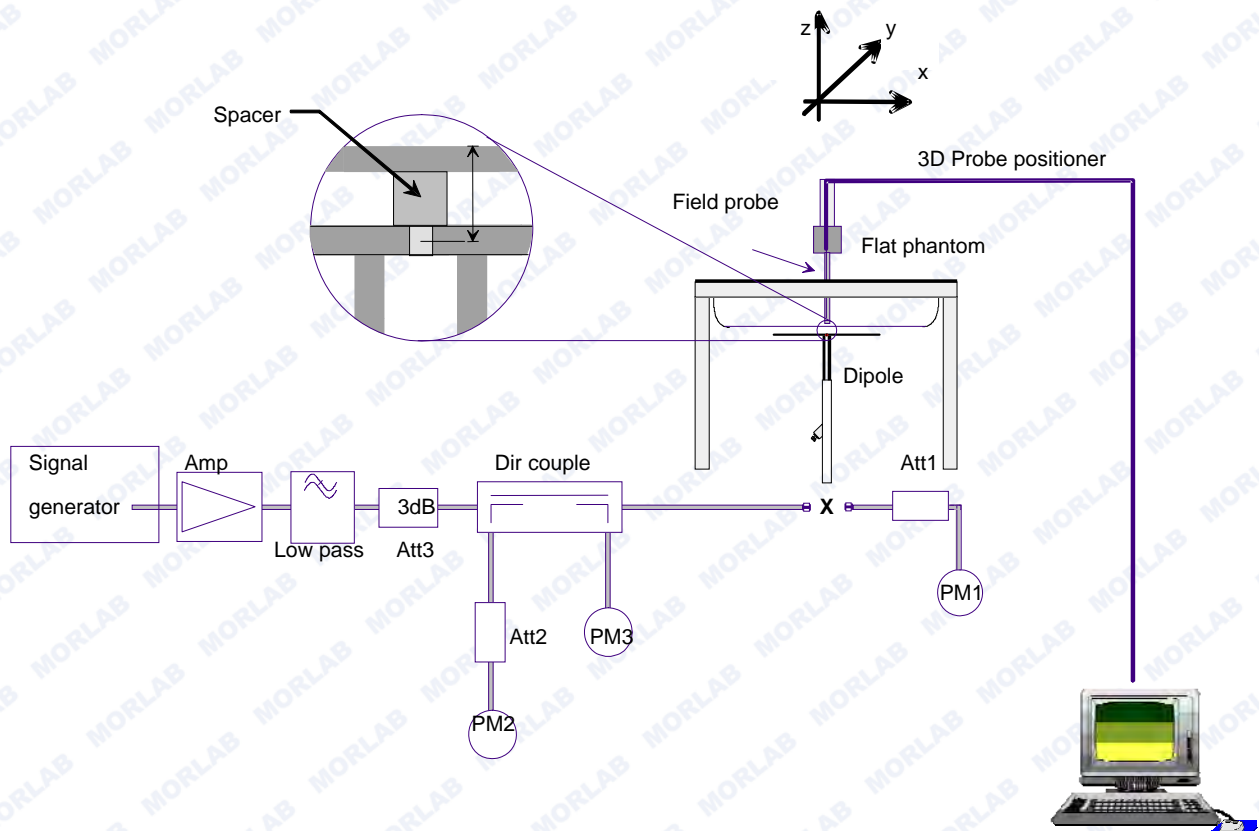 z
y
x
Spacer
3D Probe positioner
Field probe
Flat phantom
Dipole
Signal
generator
Amp
Low pass
3dB
Att3
Dir couple
X
Att1
PM1
Att2
PM3
PM2
MORLAB